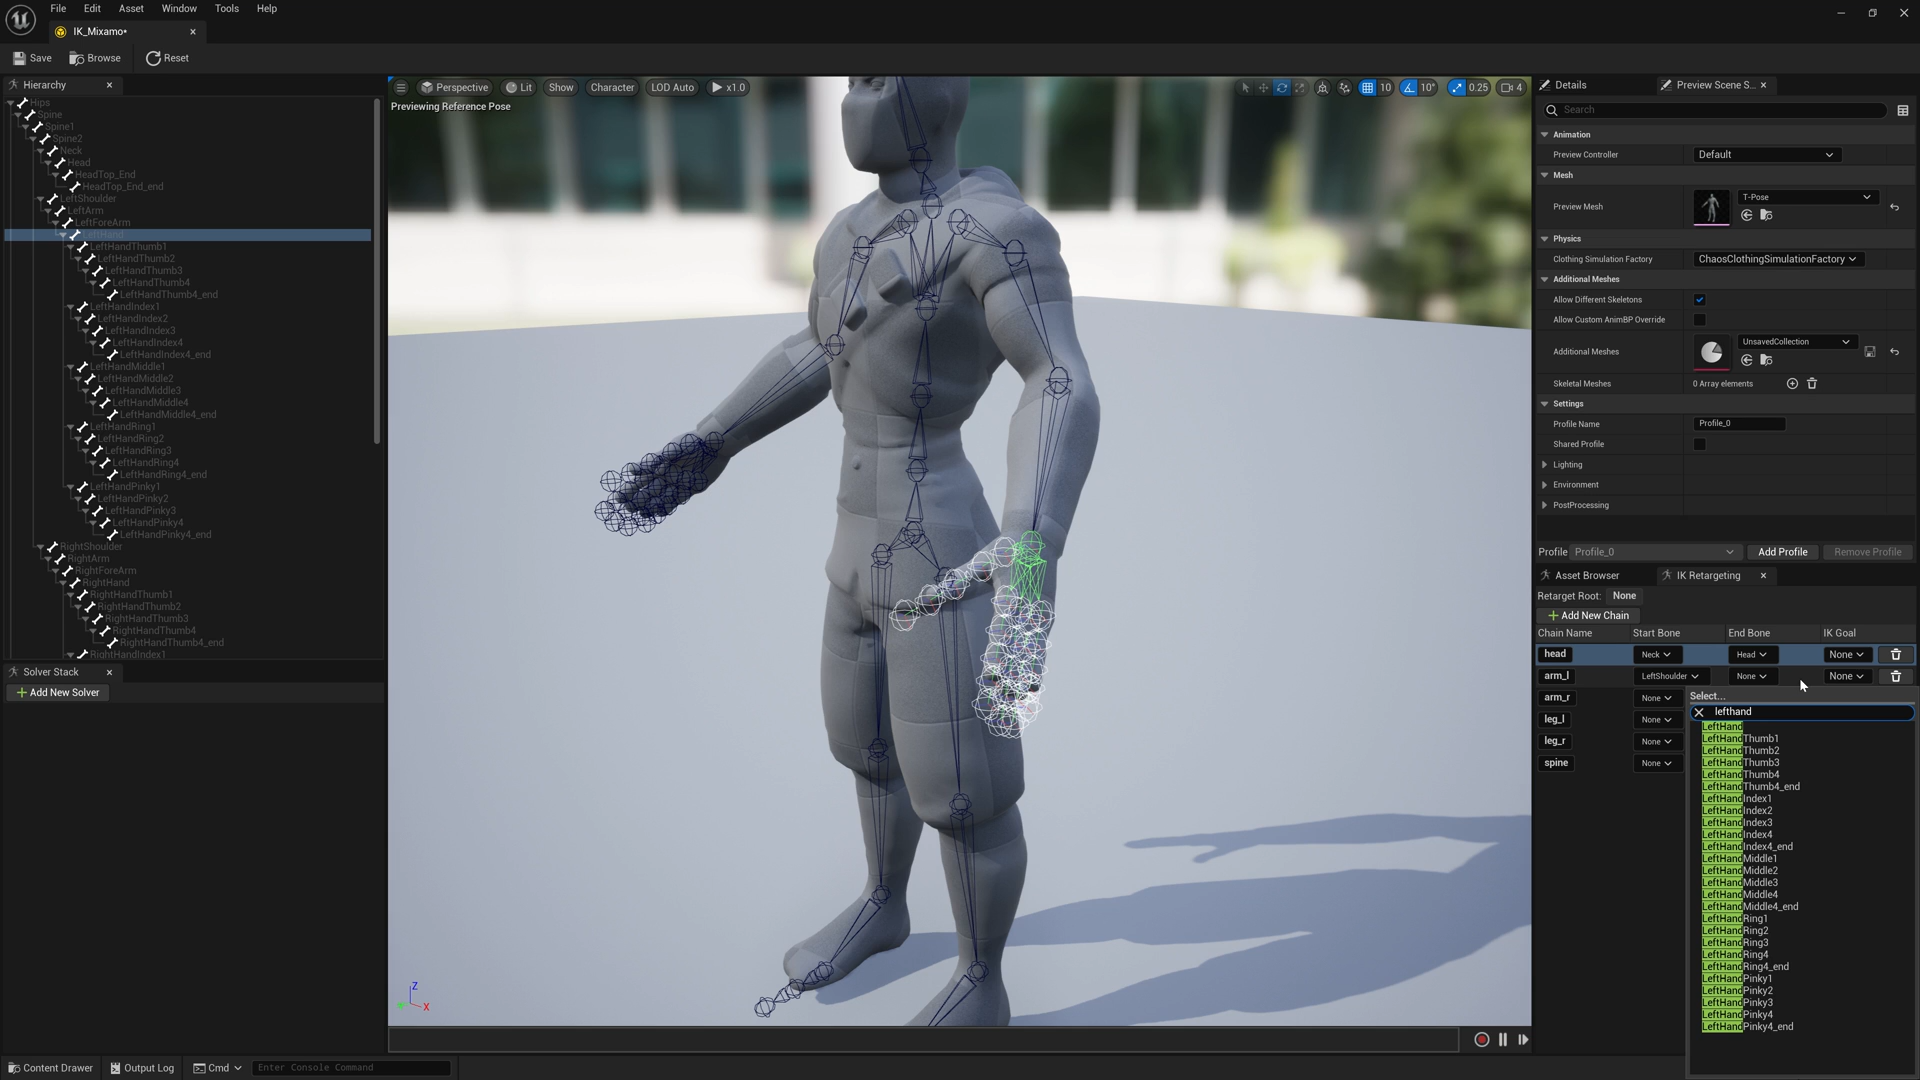 File Edit Asset Window Tools Help
IK_Mixamo*
Save Browse Reset
Hierarchy
Hips
Spine
Spine1
Spine2
Neck
Head
HeadTop_End
HeadTop_End_end
LeftShoulder
LeftArm
LeftForeArm
LeftHand
LeftHandThumb1
LeftHandThumb2
LeftHandThumb3
LeftHandThumb4
LeftHandThumb4_end
LeftHandIndex1
LeftHandIndex2
LeftHandIndex3
LeftHandIndex4
LeftHandIndex4_end
LeftHandMiddle1
LeftHandMiddle2
LeftHandMiddle3
LeftHandMiddle4
LeftHandMiddle4_end
LeftHandRing1
LeftHandRing2
LeftHandRing3
LeftHandRing4
LeftHandRing4_end
LeftHandPinky1
LeftHandPinky2
LeftHandPinky3
LeftHandPinky4
LeftHandPinky4_end
RightShoulder
RightArm
RightForeArm
RightHand
RightHandThumb1
RightHandThumb2
RightHandThumb3
RightHandThumb4
RightHandThumb4_end
RightHandIndex1
Solver Stack
+ Add New Solver
Perspective Lit Show Character LOD Auto x1.0 10 10° 0.25 4
Previewing Reference Pose
Z
X
Details Preview Scene S...
Search
Animation
Preview Controller Default
Mesh
Preview Mesh T-Pose
Physics
Clothing Simulation Factory ChaosClothingSimulationFactory
Additional Meshes
Allow Different Skeletons
Allow Custom AnimBP Override
Additional Meshes UnsavedCollection
Skeletal Meshes 0 Array elements
Settings
Profile Name Profile_0
Shared Profile
Lighting
Environment
PostProcessing
Profile Profile_0 Add Profile Remove Profile
Asset Browser IK Retargeting
Retarget Root: None
+ Add New Chain
Chain Name Start Bone End Bone IK Goal
head Neck Head None
arm_l LeftShoulder None None
arm_r None
leg_l None
leg_r None
spine None
Select...
lefthand
LeftHand
LeftHandThumb1
LeftHandThumb2
LeftHandThumb3
LeftHandThumb4
LeftHandThumb4_end
LeftHandIndex1
LeftHandIndex2
LeftHandIndex3
LeftHandIndex4
LeftHandIndex4_end
LeftHandMiddle1
LeftHandMiddle2
LeftHandMiddle3
LeftHandMiddle4
LeftHandMiddle4_end
LeftHandRing1
LeftHandRing2
LeftHandRing3
LeftHandRing4
LeftHandRing4_end
LeftHandPinky1
LeftHandPinky2
LeftHandPinky3
LeftHandPinky4
LeftHandPinky4_end
Content Drawer Output Log Cmd Enter Console Command